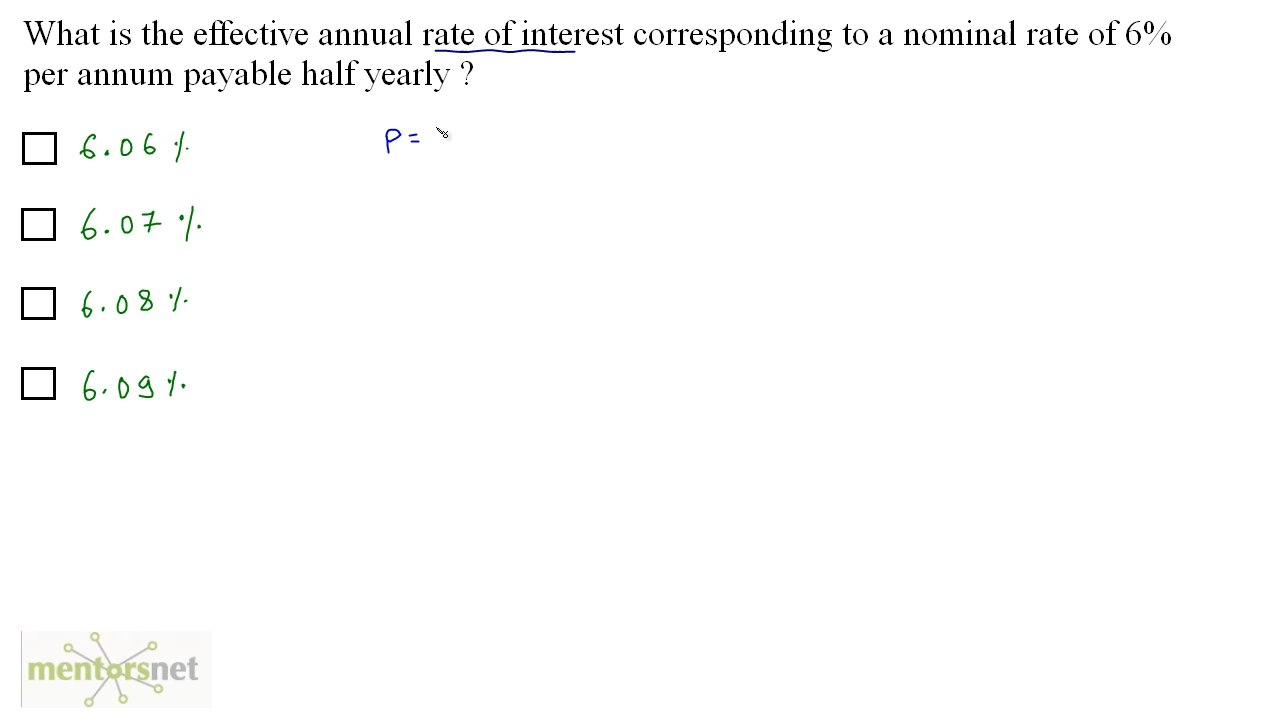 What is the effective annual rate of interest corresponding to a nominal rate of 6%
per annum payable half yearly ?
6.06 %
P =
6.07 %
6.08 %
6.09 %
mentorsnet